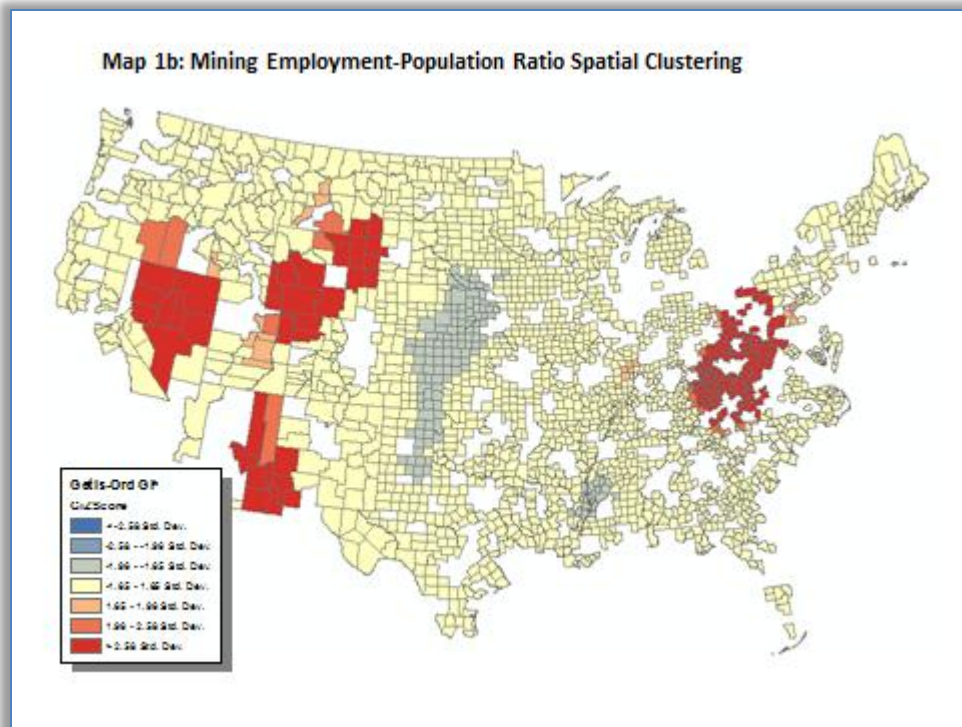 Map 1b: Mining Employment-Population Ratio Spatial Clustering
Getis-Ord Gi*
GiZScore
< -2.58 Std. Dev.
-2.58 - -1.96 Std. Dev.
-1.96 - -1.65 Std. Dev.
-1.65 - 1.65 Std. Dev.
1.65 - 1.96 Std. Dev.
1.96 - 2.58 Std. Dev.
> 2.58 Std. Dev.